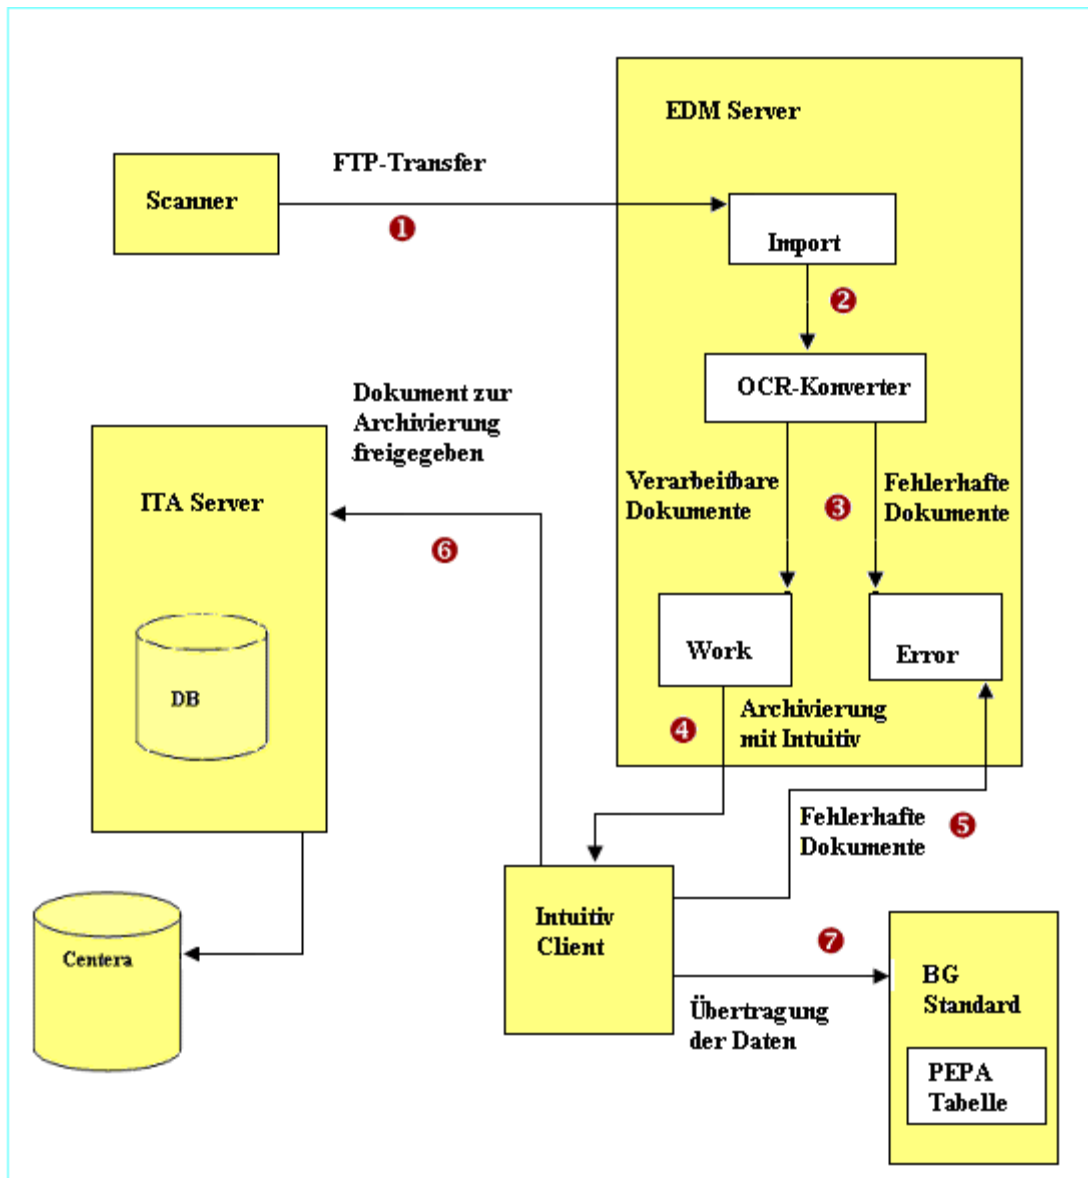 EDM Server
FTP-Transfer
Scanner
1
Import
2
OCR-Konverter
Dokument zur
Archivierung
freigegeben
Verarbeitbare
Dokumente
3
Fehlerhafte
Dokumente
ITA Server
6
Work
Error
DB
4
Archivierung
mit Intuitiv
Fehlerhafte
Dokumente
5
Intuitiv
Client
Centera
7
BG
Standard
Übertragung
der Daten
PEPA
Tabelle